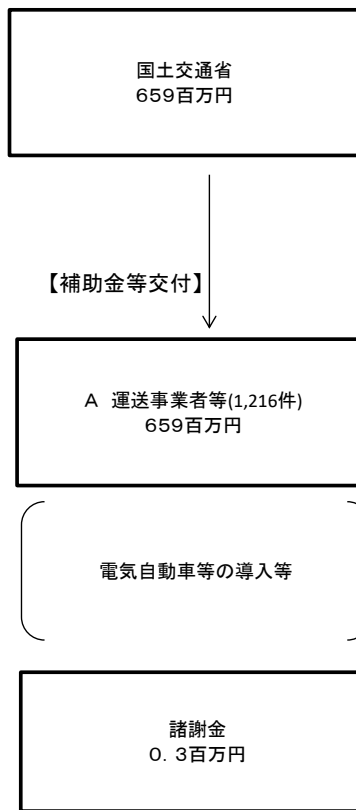 国土交通省
659百万円
【補助金等交付】
A 運送事業者等(1,216件)
659百万円
電気自動車等の導入等
諸謝金
0．3百万円